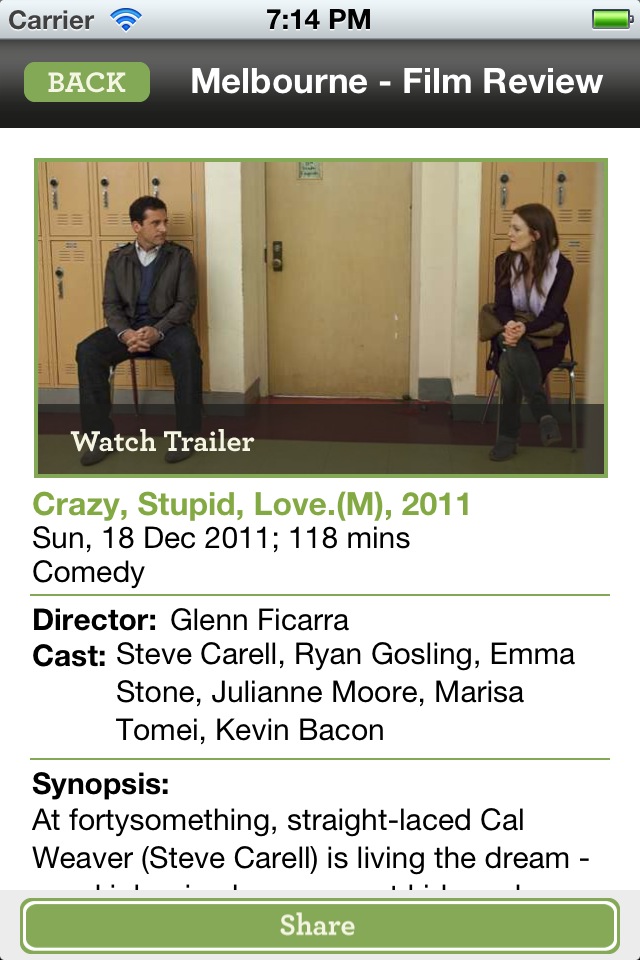 Carrier 7:14 PM
BACK Melbourne - Film Review
Watch Trailer
Crazy, Stupid, Love.(M), 2011
Sun, 18 Dec 2011; 118 mins
Comedy
Director: Glenn Ficarra
Cast: Steve Carell, Ryan Gosling, Emma
Stone, Julianne Moore, Marisa
Tomei, Kevin Bacon
Synopsis:
At fortysomething, straight-laced Cal
Weaver (Steve Carell) is living the dream -
Share